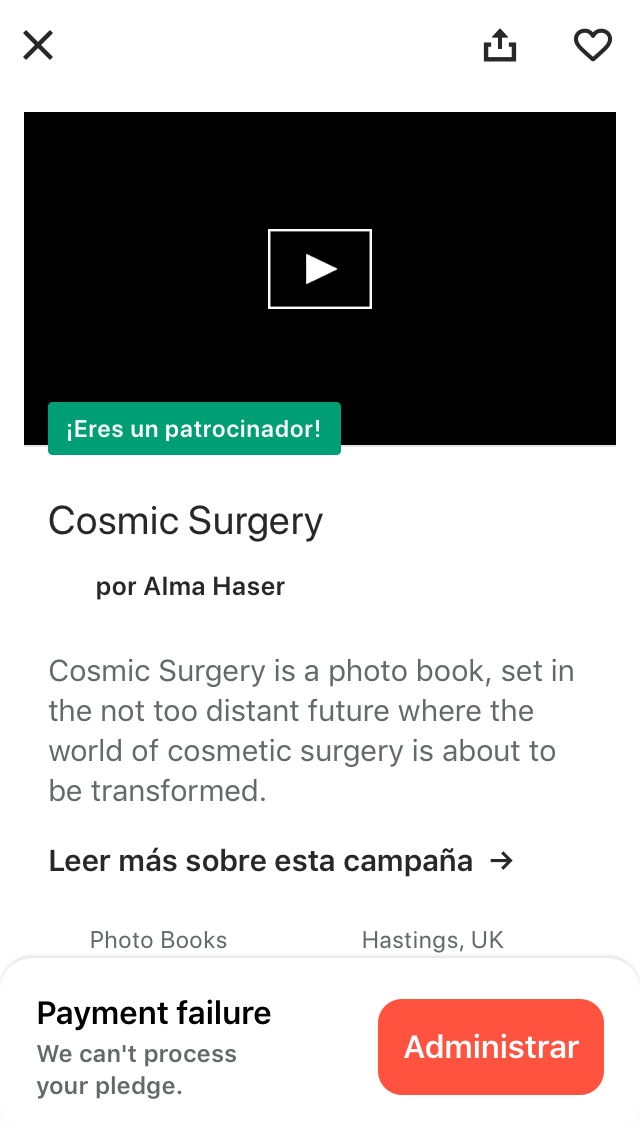 ¡Eres un patrocinador!
Cosmic Surgery
por Alma Haser
Cosmic Surgery is a photo book, set in
the not too distant future where the
world of cosmetic surgery is about to
be transformed.
Leer más sobre esta campaña →
Photo Books
Hastings, UK
Payment failure
We can't process
your pledge.
Administrar